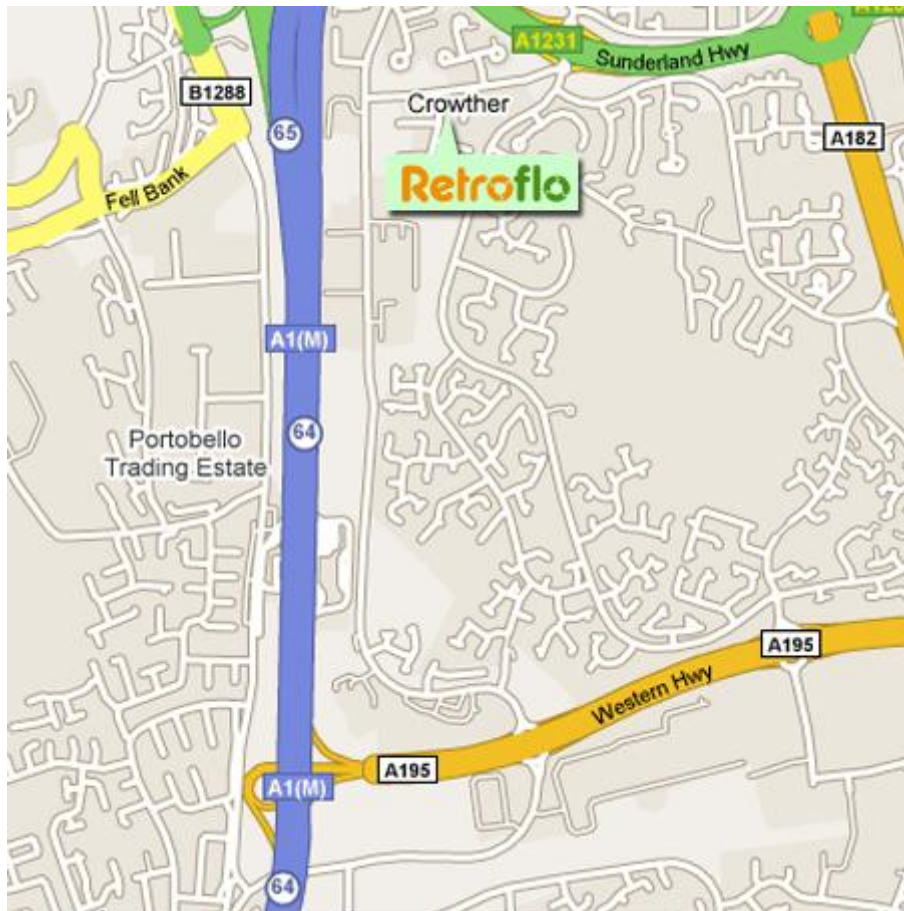 A1231
Sunderland Hwy
B1288
Crowther
65
A182
Retroflo
Fell Bank
A1(M)
64
Portobello
Trading Estate
A195
Western Hwy
A195
A1(M)
64